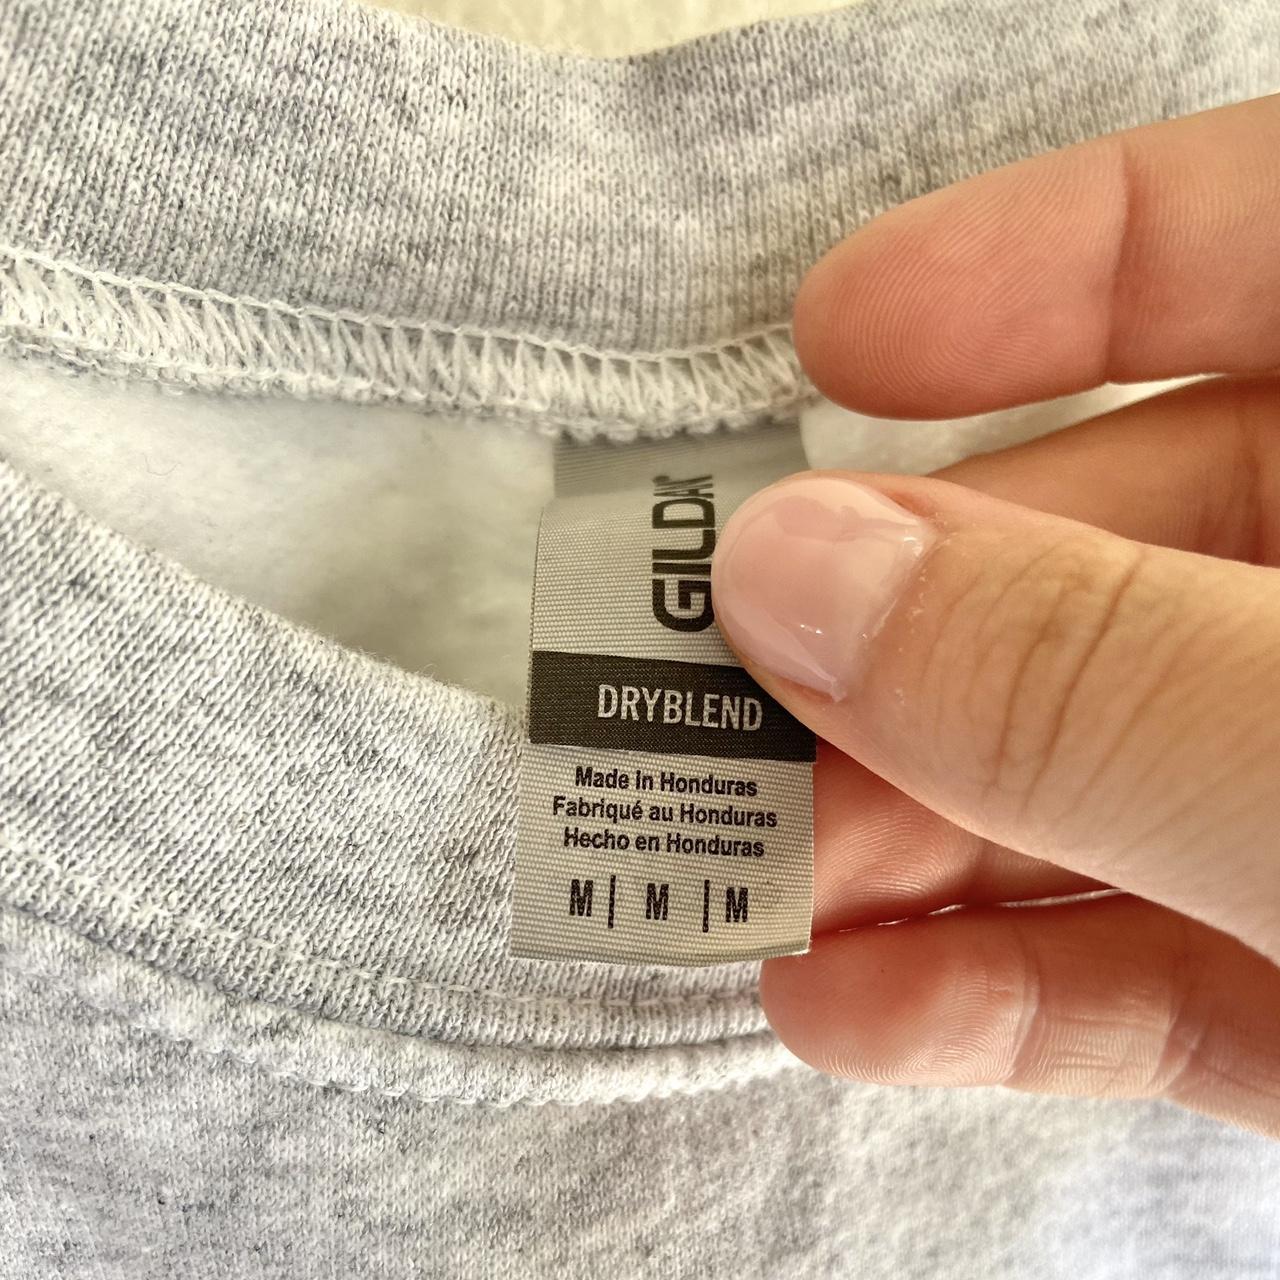 GILDAN
DRYBLEND
Made in Honduras
Fabriqué au Honduras
Hecho en Honduras
M | M | M